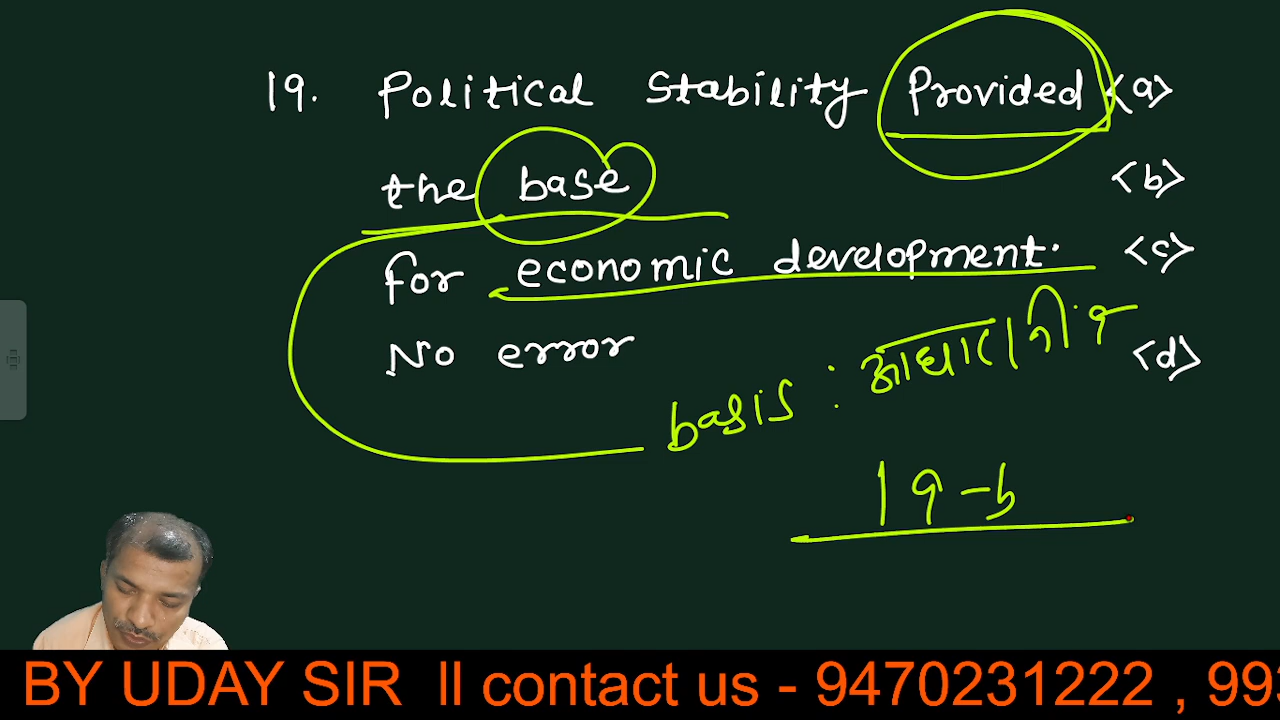 19. Political Stability Provided <a>
the base <b>
for economic development. <c>
No error <d>
basis : आधार / नींव
19-b
BY UDAY SIR ll contact us - 9470231222 , 993